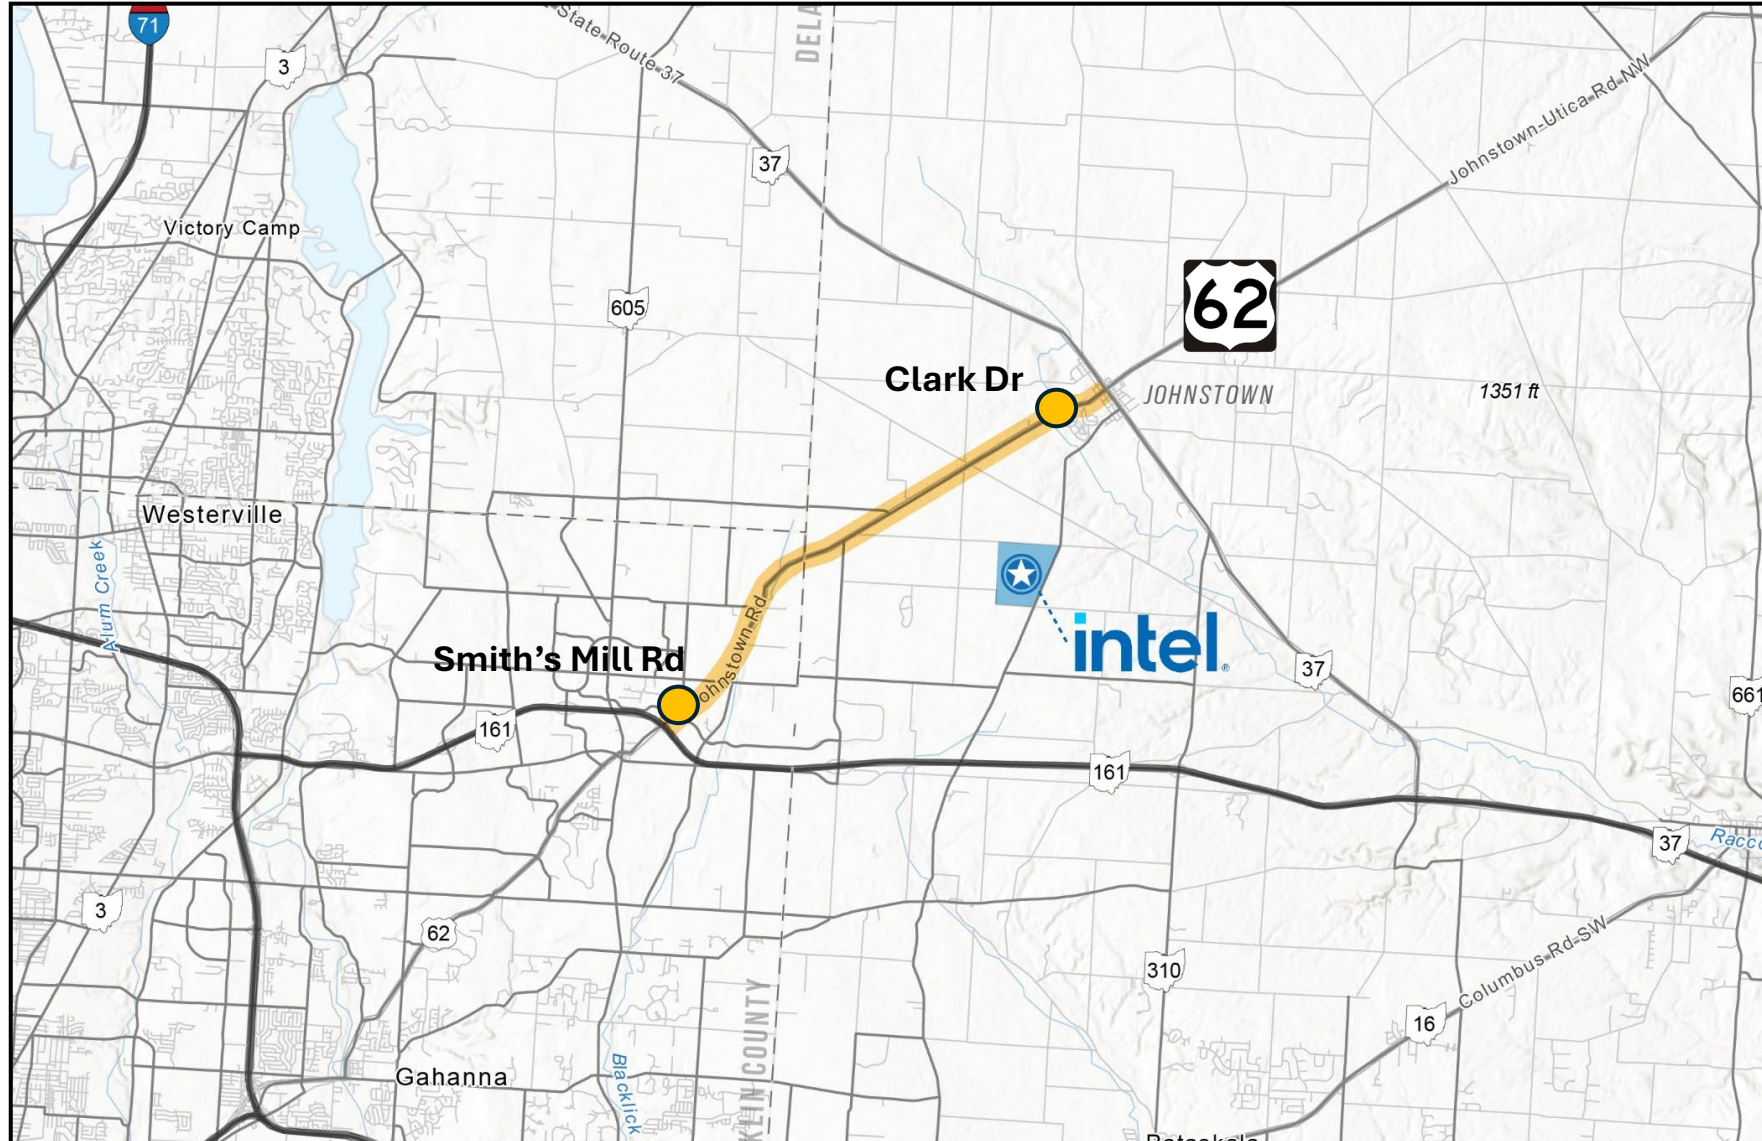 71
3
State-Route-37
DELA
Johnstown-Utica-Rd-NW
37
Victory Camp
62
605
Clark Dr
JOHNSTOWN
1351 ft
Westerville
Alum Creek
intel
Johnstown-Rd
Smith's Mill Rd
37
661
161
161
37
Racco
3
62
310
Columbus-Rd-SW
16
KLIN COUNTY
Gahanna
Blacklick